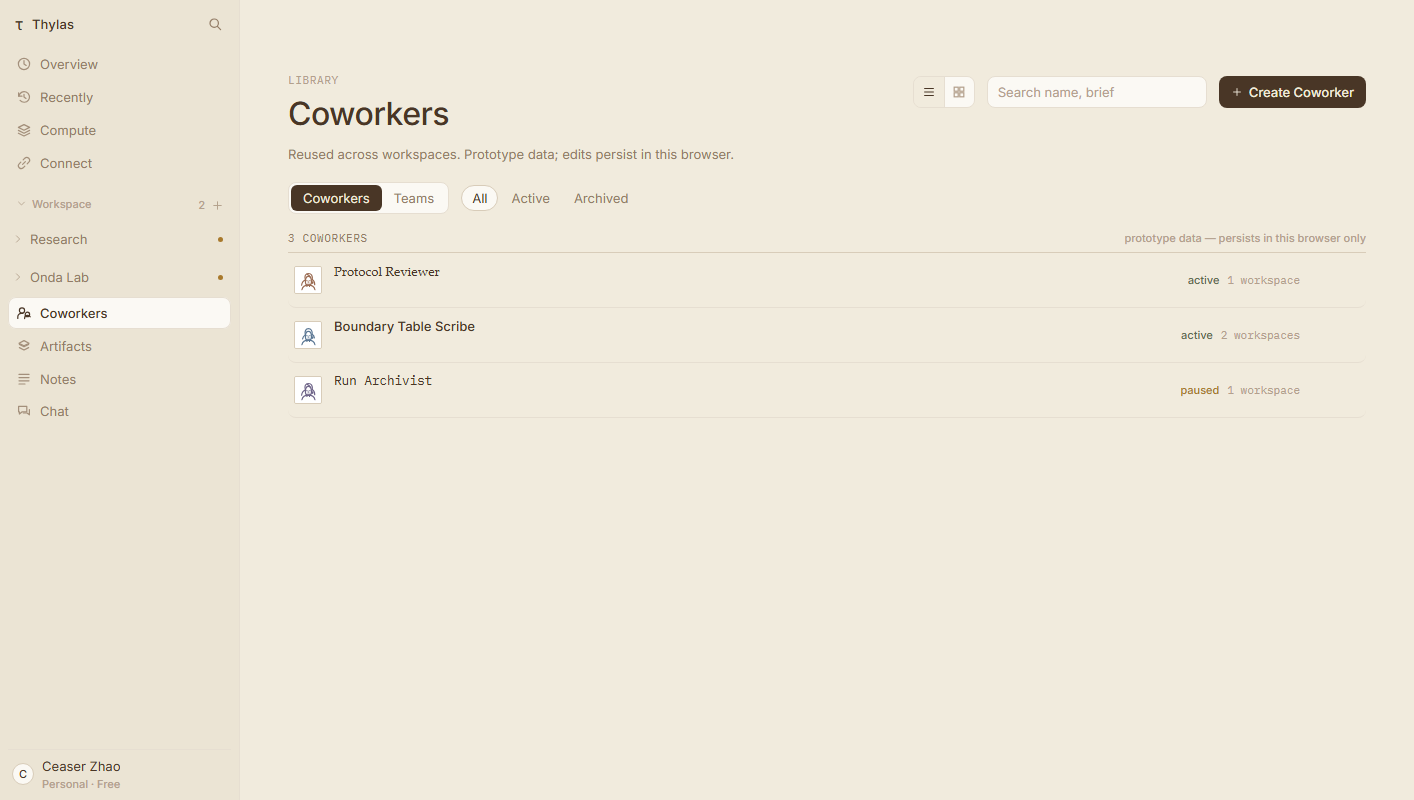 τ Thylas
Overview
Recently
Compute
Connect
Workspace 2 +
Research
Onda Lab
Coworkers
Artifacts
Notes
Chat
C
Ceaser Zhao
Personal · Free
LIBRARY
Coworkers
Reused across workspaces. Prototype data; edits persist in this browser.
Search name, brief
+ Create Coworker
Coworkers Teams All Active Archived
3 COWORKERS prototype data — persists in this browser only
Protocol Reviewer active 1 workspace
Boundary Table Scribe active 2 workspaces
Run Archivist paused 1 workspace